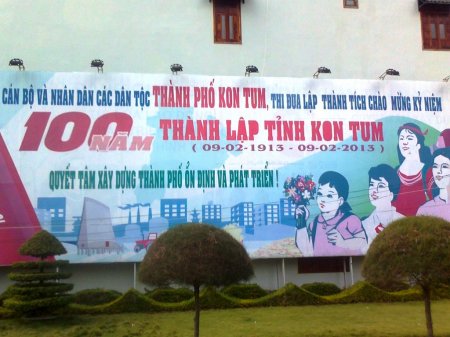 CÁN BỘ VÀ NHÂN DÂN CÁC DÂN TỘC THÀNH PHỐ KON TUM, THI ĐUA LẬP THÀNH TÍCH CHÀO MỪNG KỶ NIỆM
100 NĂM THÀNH LẬP TỈNH KON TUM
( 09-02-1913 - 09-02-2013 )
QUYẾT TÂM XÂY DỰNG THÀNH PHỐ ỔN ĐỊNH VÀ PHÁT TRIỂN !